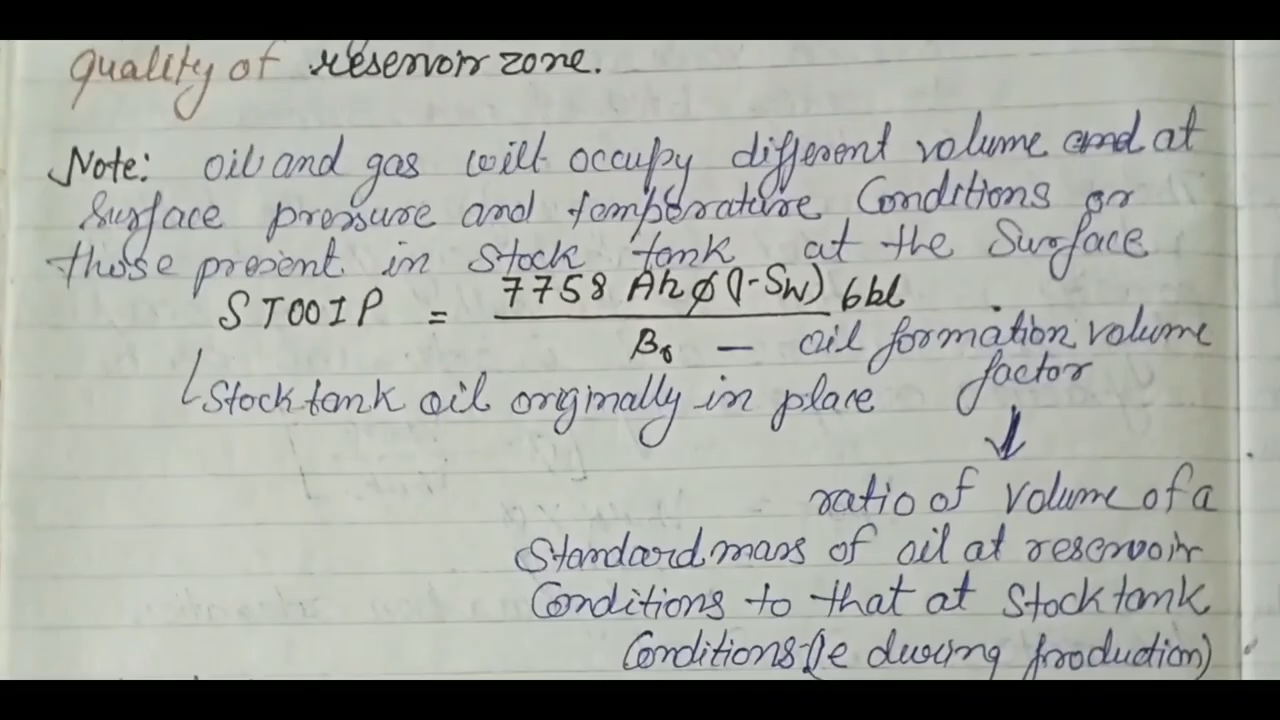 quality of reservoir zone.
Note: oil and gas will occupy different volume and at
surface pressure and temperature Conditions or
those present in stock tank at the Surface
STOOIP = 7758 Ahϕ(1-Sw) bbl
Bo — oil formation volume
factor
Stock tank oil originally in place
ratio of volume of a
Standard mass of oil at reservoir
Conditions to that at Stock tank
Conditions (ie during production)